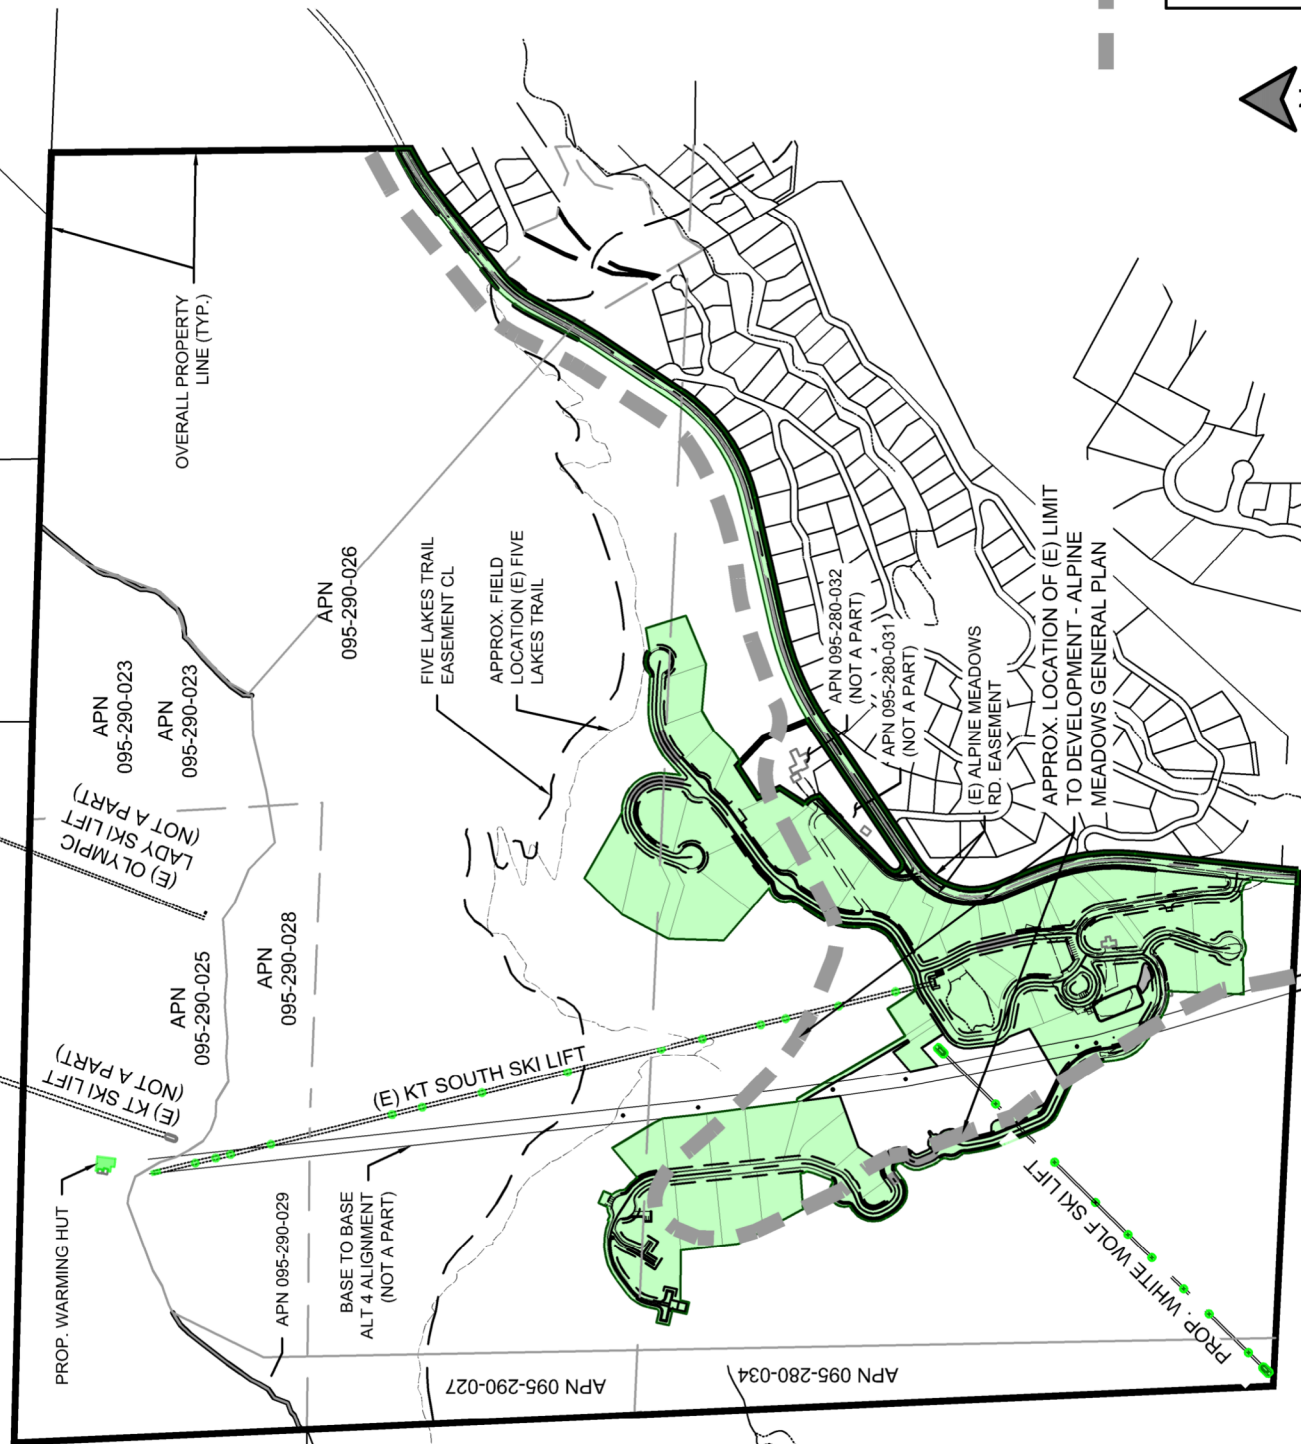 OVERALL PROPERTY
LINE (TYP.)
APN
095-290-026
APN
095-290-023
APN
095-290-023
FIVE LAKES TRAIL
EASEMENT CL
APPROX. FIELD
LOCATION (E) FIVE
LAKES TRAIL
(E) OLYMPIC
LADY SKI LIFT
(NOT A PART)
APN
095-290-025
APN
095-290-028
(E) KT SKI LIFT
(NOT A PART)
(E) KT SOUTH SKI LIFT
PROP. WARMING HUT
APN 095-290-029
BASE TO BASE
ALT 4 ALIGNMENT
(NOT A PART)
APN 095-290-027
APN 095-280-034
APN 095-280-032
(NOT A PART)
APN 095-280-031
(NOT A PART)
(E) ALPINE MEADOWS
RD. EASEMENT
APPROX. LOCATION OF (E) LIMIT
TO DEVELOPMENT - ALPINE
MEADOWS GENERAL PLAN
PROP. WHITE WOLF SKI LIFT